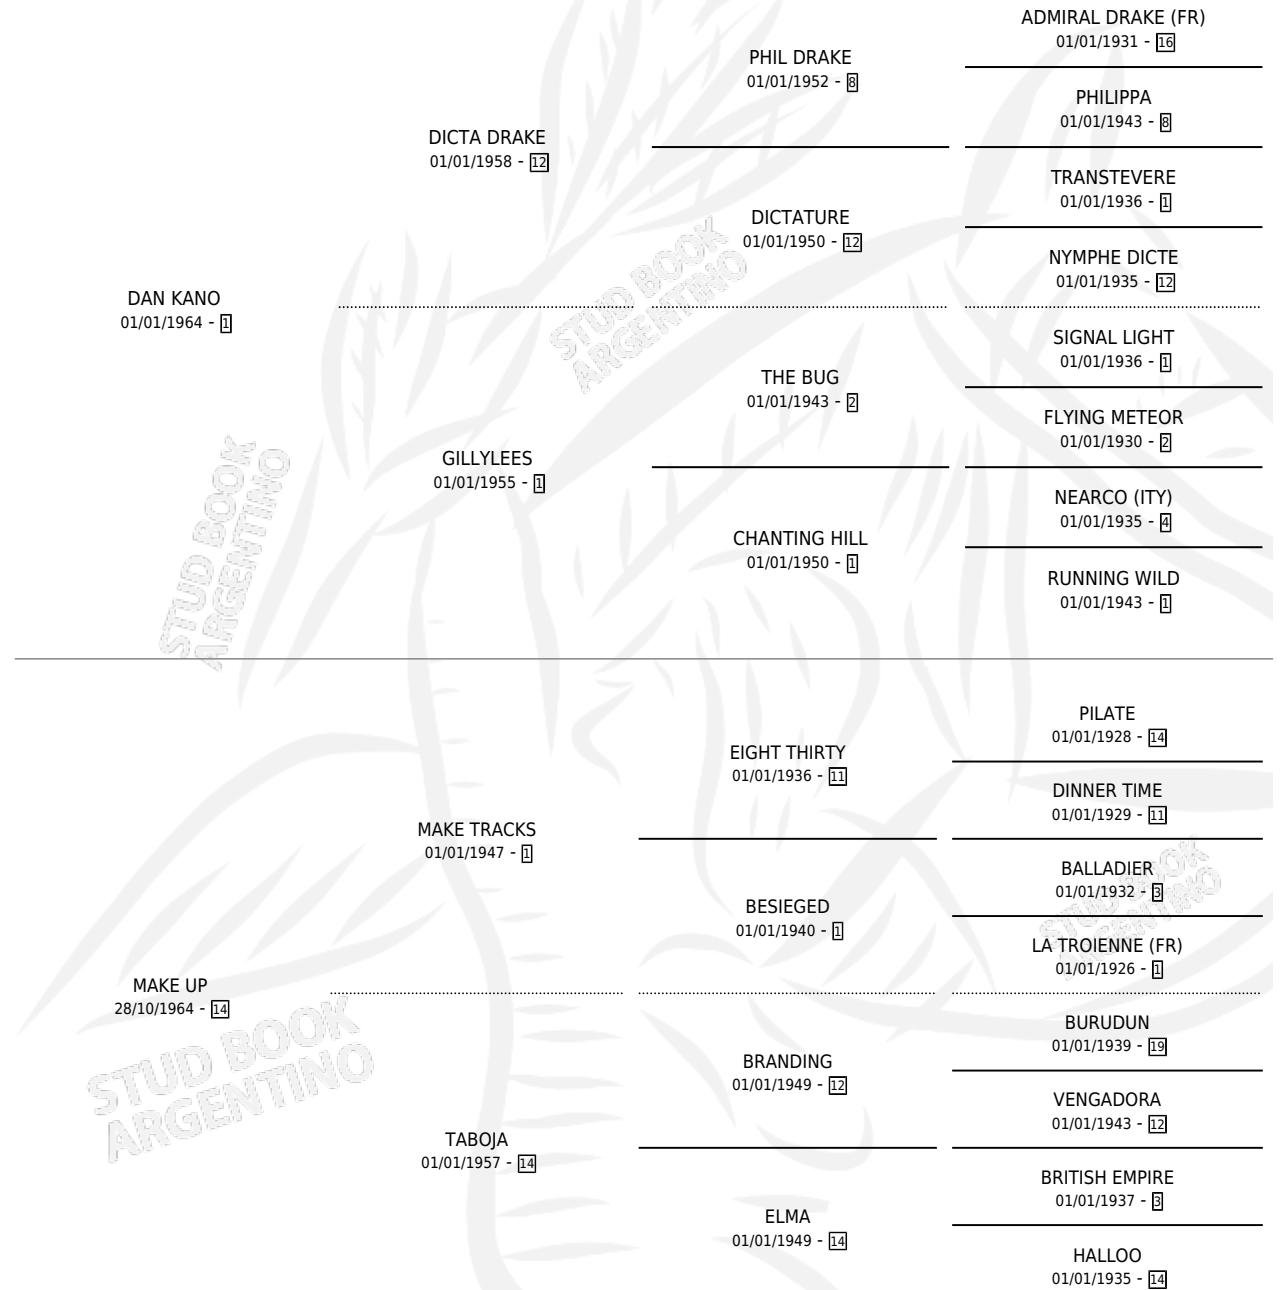 ADMIRAL DRAKE (FR)
01/01/1931 - 16
PHIL DRAKE
01/01/1952 - 8
PHILIPPA
01/01/1943 - 8
DICTA DRAKE
01/01/1958 - 12
TRANSTEVERE
01/01/1936 - 1
DICTATURE
01/01/1950 - 12
NYMPHE DICTE
01/01/1935 - 12
DAN KANO
01/01/1964 - 1
SIGNAL LIGHT
01/01/1936 - 1
THE BUG
01/01/1943 - 2
FLYING METEOR
01/01/1930 - 2
GILLYLEES
01/01/1955 - 1
NEARCO (ITY)
01/01/1935 - 4
CHANTING HILL
01/01/1950 - 1
RUNNING WILD
01/01/1943 - 1
PILATE
01/01/1928 - 14
EIGHT THIRTY
01/01/1936 - 11
DINNER TIME
01/01/1929 - 11
MAKE TRACKS
01/01/1947 - 1
BALLADIER
01/01/1932 - 3
BESIEGED
01/01/1940 - 1
LA TROIENNE (FR)
01/01/1926 - 1
MAKE UP
28/10/1964 - 14
BURUDUN
01/01/1939 - 19
BRANDING
01/01/1949 - 12
VENGADORA
01/01/1943 - 12
TABOJA
01/01/1957 - 14
BRITISH EMPIRE
01/01/1937 - 3
ELMA
01/01/1949 - 14
HALLOO
01/01/1935 - 14
STUD BOOK
ARGENTINO
STUD BOOK
ARGENTINO
STUD BOOK
ARGENTINO
STUD BOOK
ARGENTINO